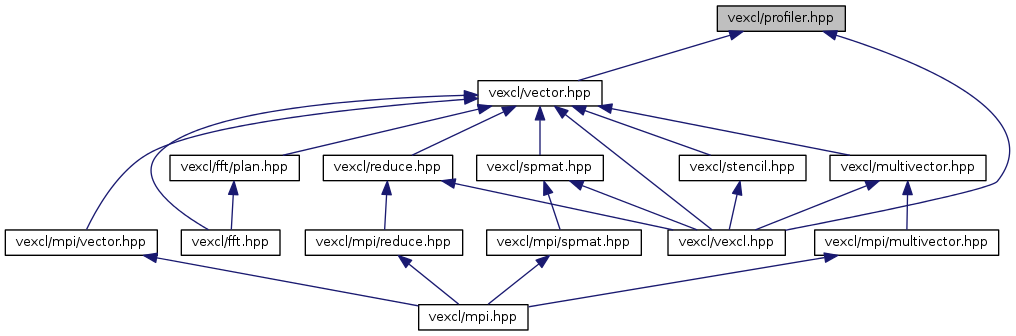 vexcl/profiler.hpp
vexcl/vector.hpp
vexcl/fft/plan.hpp
vexcl/reduce.hpp
vexcl/spmat.hpp
vexcl/stencil.hpp
vexcl/multivector.hpp
vexcl/mpi/vector.hpp
vexcl/fft.hpp
vexcl/mpi/reduce.hpp
vexcl/mpi/spmat.hpp
vexcl/vexcl.hpp
vexcl/mpi/multivector.hpp
vexcl/mpi.hpp